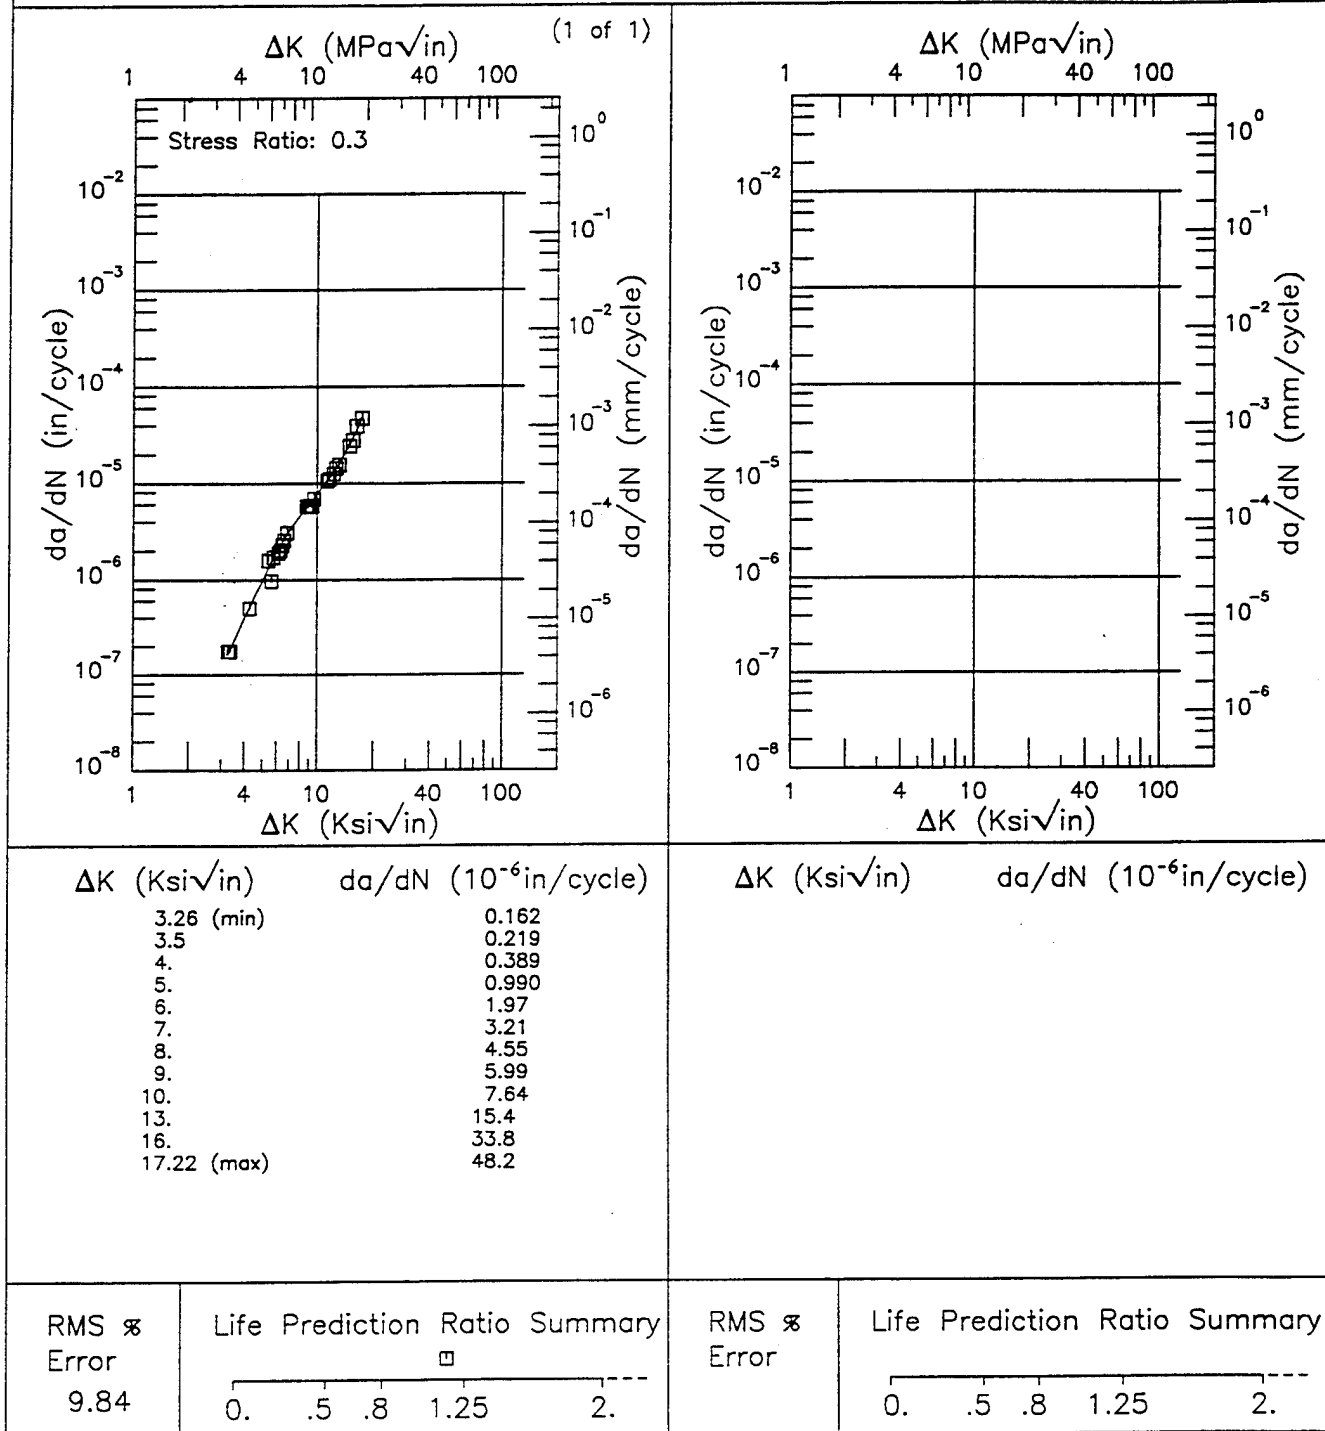 (1 of 1)
ΔK (MPa√in)
1 4 10 40 100
Stress Ratio: 0.3
da/dN (in/cycle)
10⁻²
10⁻³
10⁻⁴
10⁻⁵
10⁻⁶
10⁻⁷
10⁻⁸
da/dN (mm/cycle)
10⁰
10⁻¹
10⁻²
10⁻³
10⁻⁴
10⁻⁵
10⁻⁶
1 4 10 40 100
ΔK (Ksi√in)
ΔK (MPa√in)
1 4 10 40 100
da/dN (in/cycle)
10⁻²
10⁻³
10⁻⁴
10⁻⁵
10⁻⁶
10⁻⁷
10⁻⁸
da/dN (mm/cycle)
10⁰
10⁻¹
10⁻²
10⁻³
10⁻⁴
10⁻⁵
10⁻⁶
1 4 10 40 100
ΔK (Ksi√in)
ΔK (Ksi√in) da/dN (10⁻⁶in/cycle)
3.26 (min) 0.162
3.5 0.219
4. 0.389
5. 0.990
6. 1.97
7. 3.21
8. 4.55
9. 5.99
10. 7.64
13. 15.4
16. 33.8
17.22 (max) 48.2
ΔK (Ksi√in) da/dN (10⁻⁶in/cycle)
RMS %
Error
9.84
Life Prediction Ratio Summary
0. .5 .8 1.25 2.
RMS %
Error
Life Prediction Ratio Summary
0. .5 .8 1.25 2.